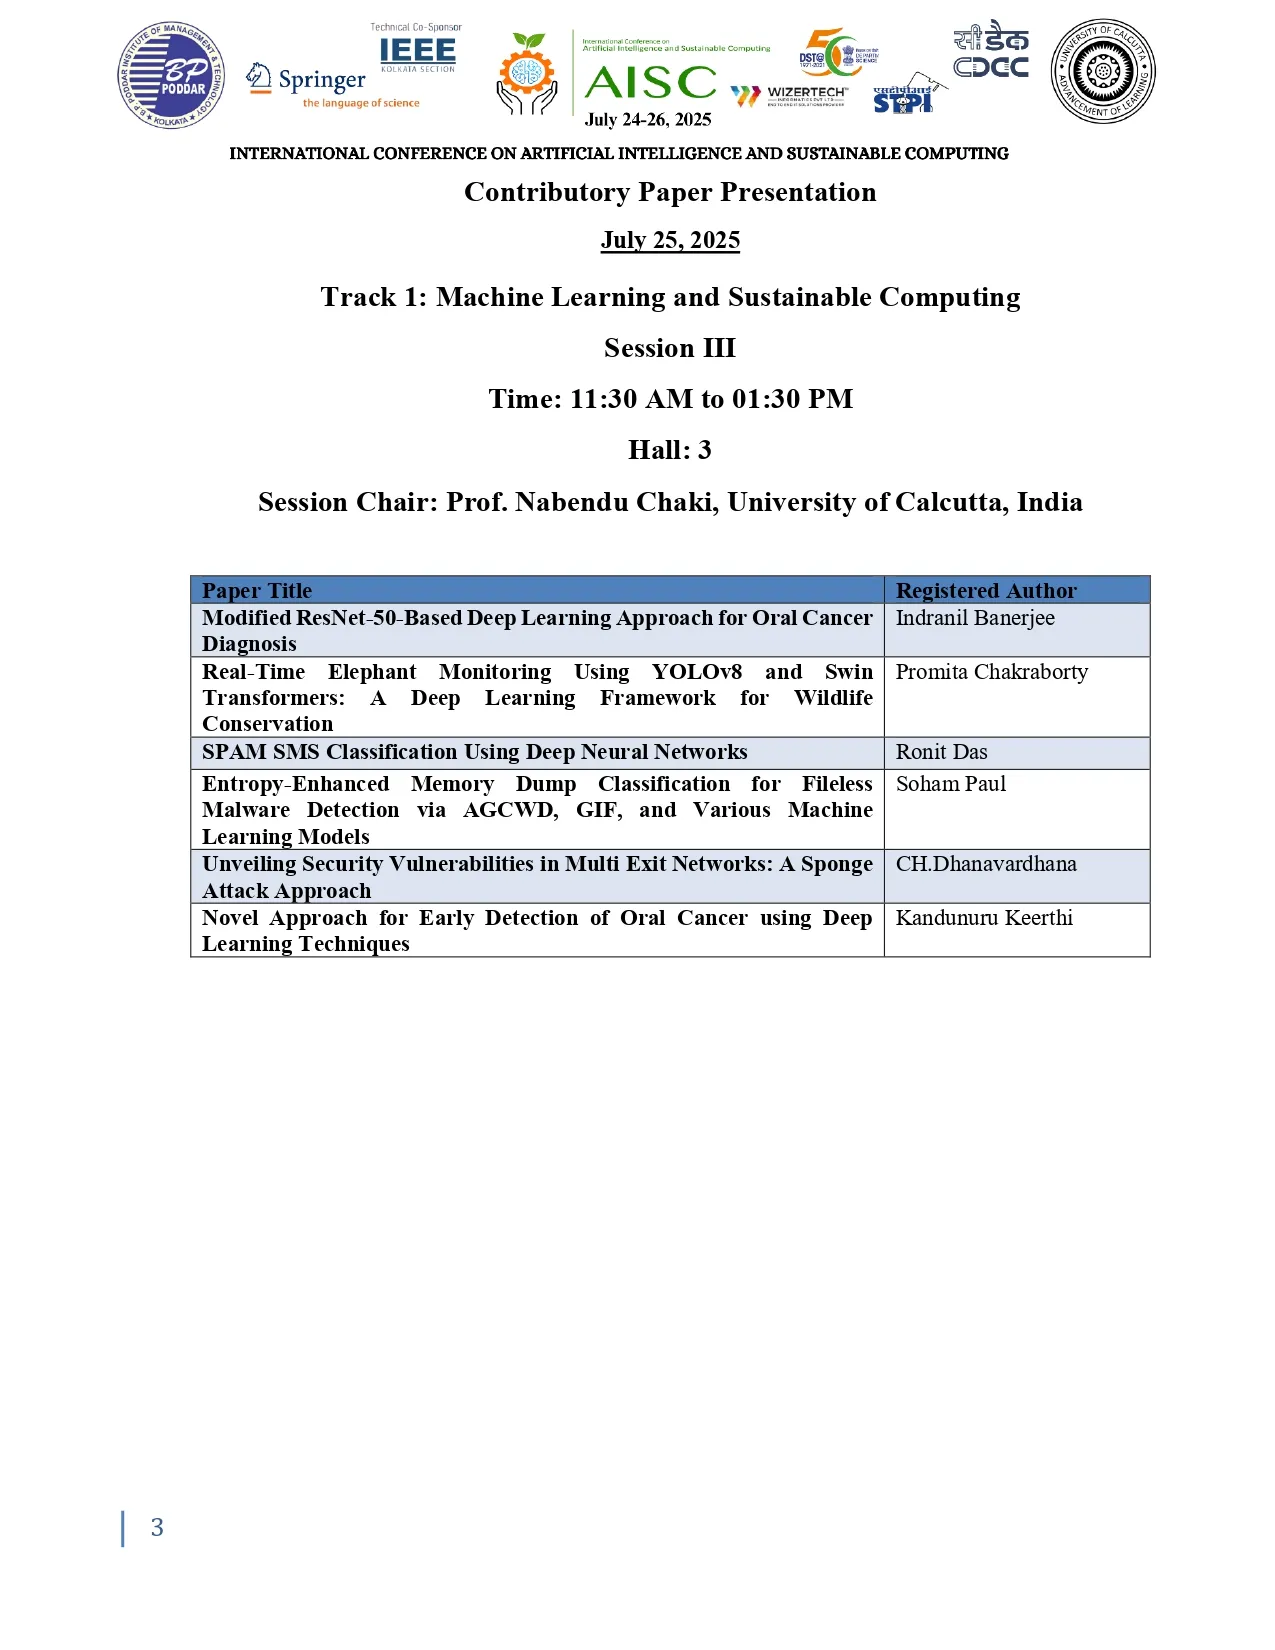 B.P. PODDAR INSTITUTE OF MANAGEMENT & TECHNOLOGY
★ KOLKATA ★
BP
PODDAR
Springer
the language of science
Technical Co-Sponsor
IEEE
KOLKATA SECTION
International Conference on
Artificial Intelligence and Sustainable Computing
AISC
July 24-26, 2025
DST@
1971-2021
WIZERTECH™
एसटीपीआई
STPI
सी डैक
CDCC
UNIVERSITY OF CALCUTTA
ADVANCEMENT OF LEARNING
INTERNATIONAL CONFERENCE ON ARTIFICIAL INTELLIGENCE AND SUSTAINABLE COMPUTING
Contributory Paper Presentation
July 25, 2025
Track 1: Machine Learning and Sustainable Computing
Session III
Time: 11:30 AM to 01:30 PM
Hall: 3
Session Chair: Prof. Nabendu Chaki, University of Calcutta, India
Paper Title Registered Author
Modified ResNet-50-Based Deep Learning Approach for Oral Cancer Indranil Banerjee
Diagnosis
Real-Time Elephant Monitoring Using YOLOv8 and Swin Promita Chakraborty
Transformers: A Deep Learning Framework for Wildlife
Conservation
SPAM SMS Classification Using Deep Neural Networks Ronit Das
Entropy-Enhanced Memory Dump Classification for Fileless Soham Paul
Malware Detection via AGCWD, GIF, and Various Machine
Learning Models
Unveiling Security Vulnerabilities in Multi Exit Networks: A Sponge CH.Dhanavardhana
Attack Approach
Novel Approach for Early Detection of Oral Cancer using Deep Kandunuru Keerthi
Learning Techniques
3